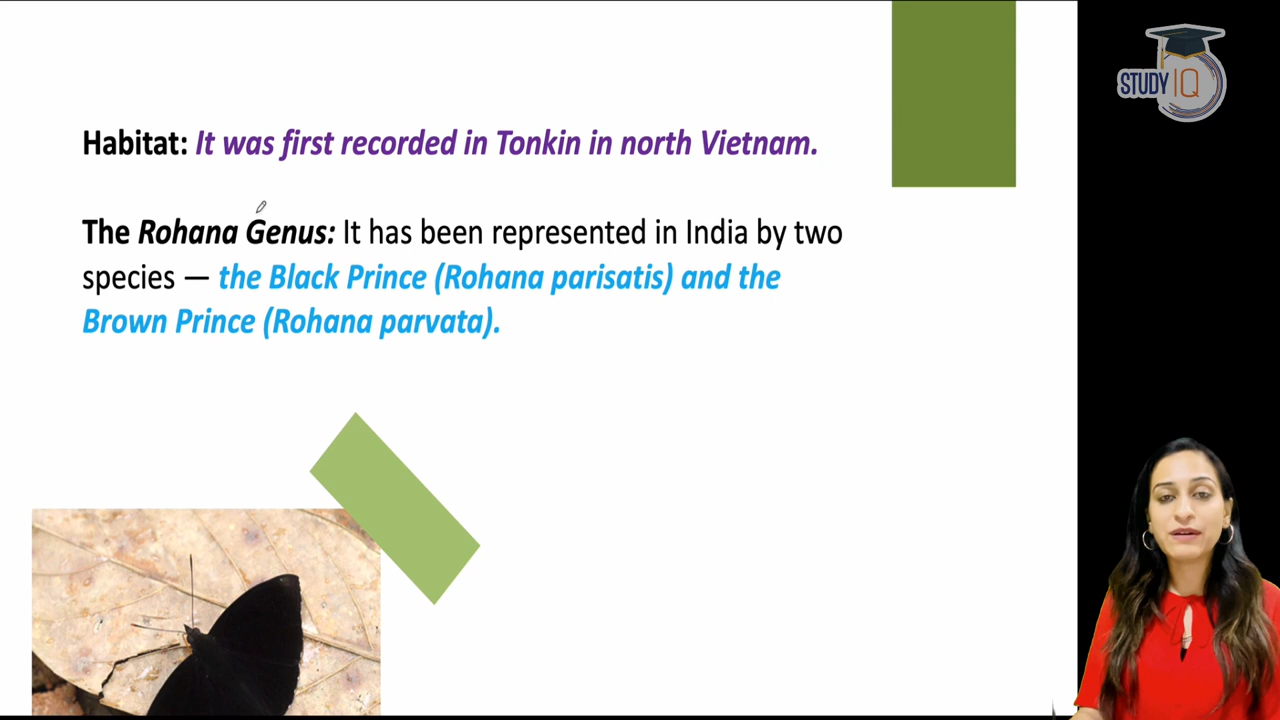 Habitat: It was first recorded in Tonkin in north Vietnam.
The Rohana Genus: It has been represented in India by two
species — the Black Prince (Rohana parisatis) and the
Brown Prince (Rohana parvata).
STUDY IQ